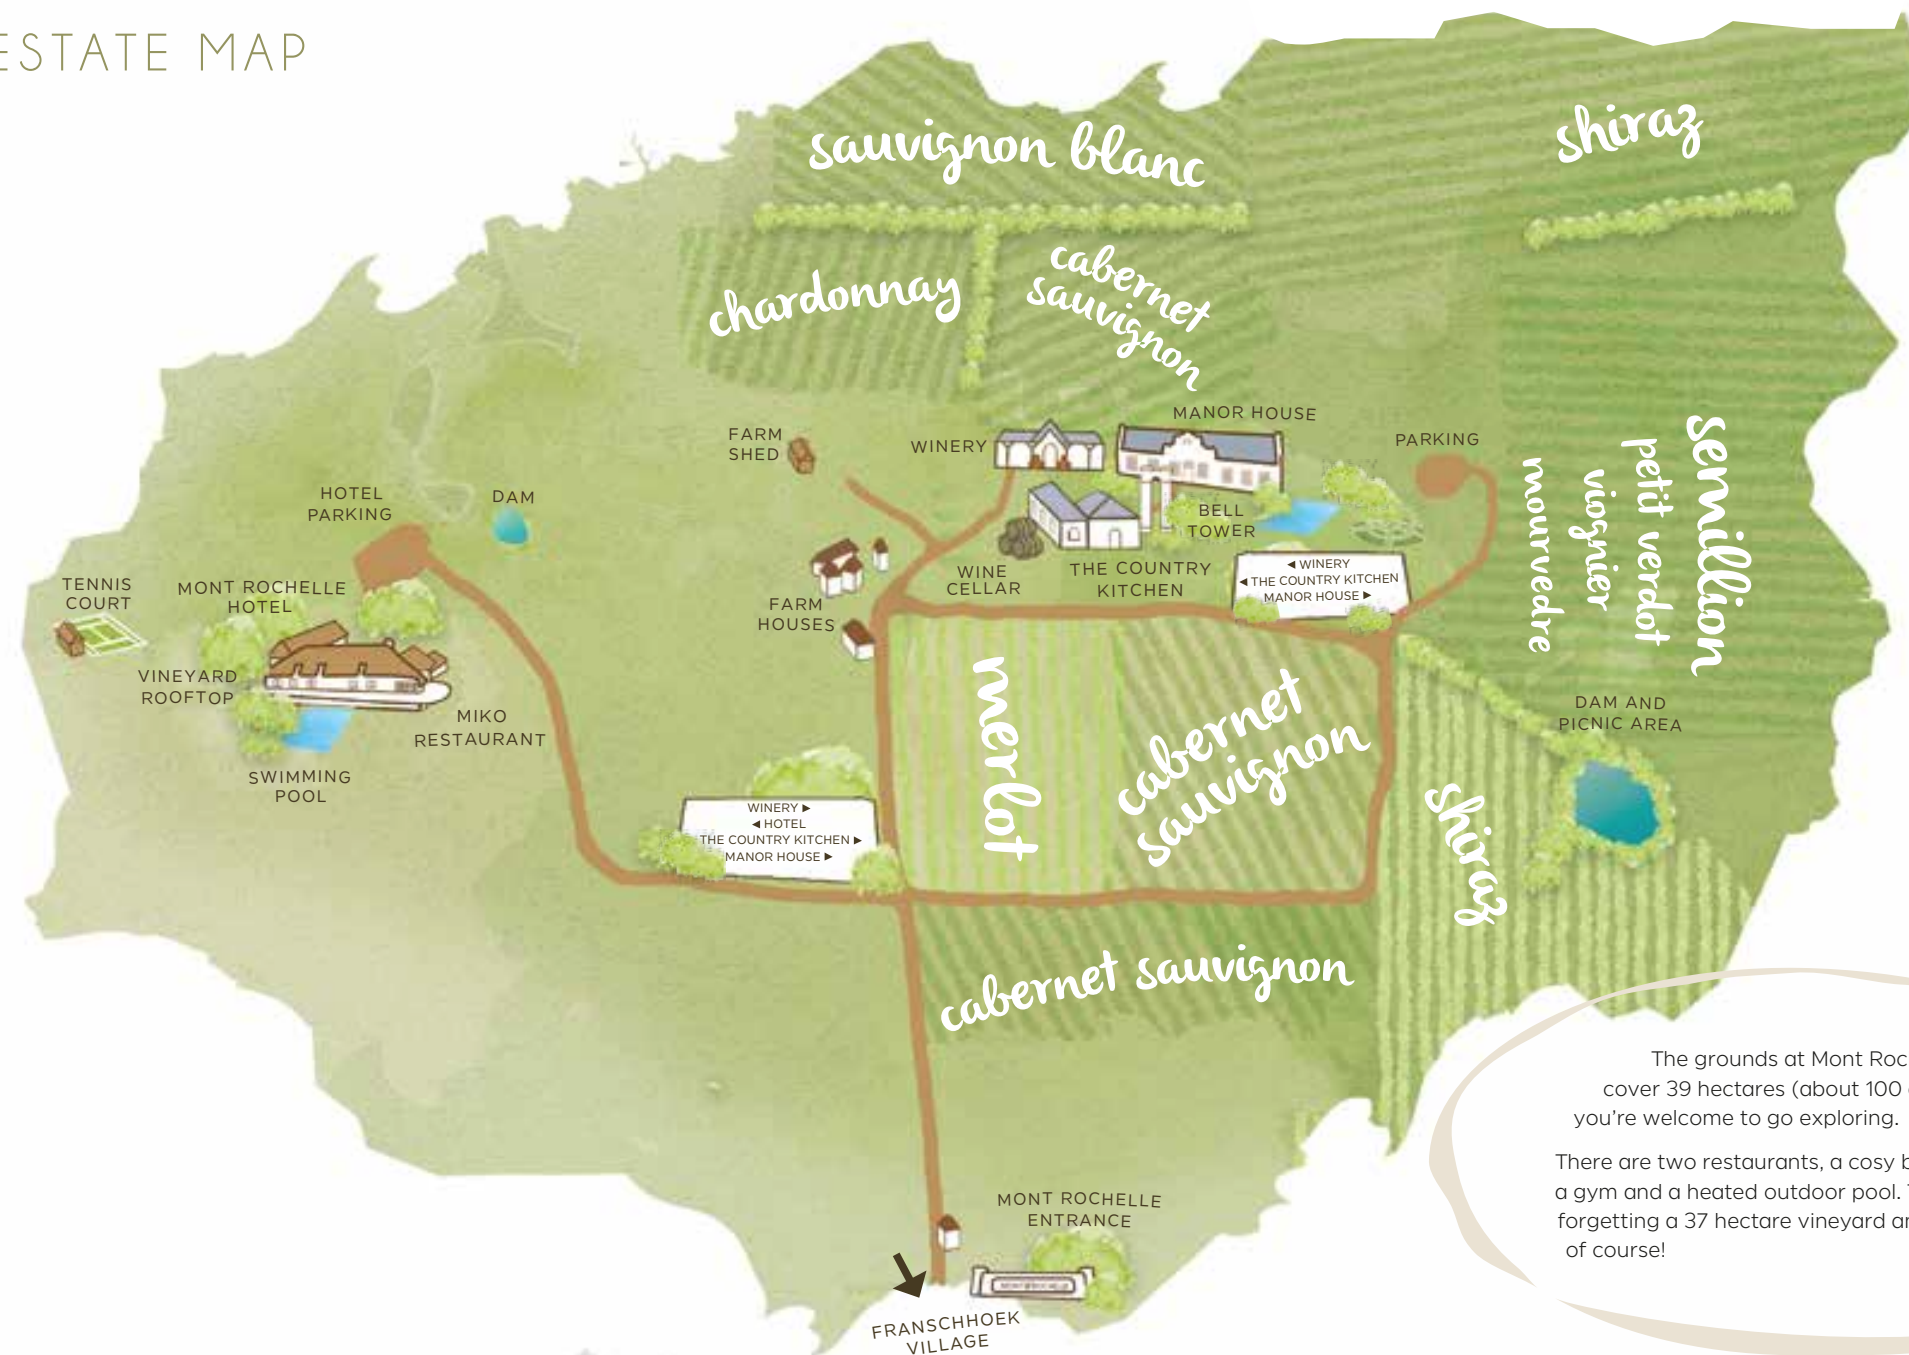 ESTATE MAP
sauvignon blanc
shiraz
chardonnay
cabernet
sauvignon
MANOR HOUSE
FARM
SHED
WINERY
PARKING
HOTEL
PARKING
DAM
BELL
TOWER
semillion
petit verdot
viognier
mourvedre
TENNIS
COURT
MONT ROCHELLE
HOTEL
WINE
CELLAR
THE COUNTRY
KITCHEN
◄ WINERY
◄ THE COUNTRY KITCHEN
MANOR HOUSE ►
FARM
HOUSES
VINEYARD
ROOFTOP
MIKO
RESTAURANT
SWIMMING
POOL
merlot
cabernet
sauvignon
DAM AND
PICNIC AREA
shiraz
WINERY ►
◄ HOTEL
THE COUNTRY KITCHEN ►
MANOR HOUSE ►
cabernet sauvignon
MONT ROCHELLE
ENTRANCE
MONT ROCHELLE
FRANSCHHOEK
VILLAGE
The grounds at Mont Roc
cover 39 hectares (about 100
you're welcome to go exploring.
There are two restaurants, a cosy b
a gym and a heated outdoor pool.
forgetting a 37 hectare vineyard a
of course!